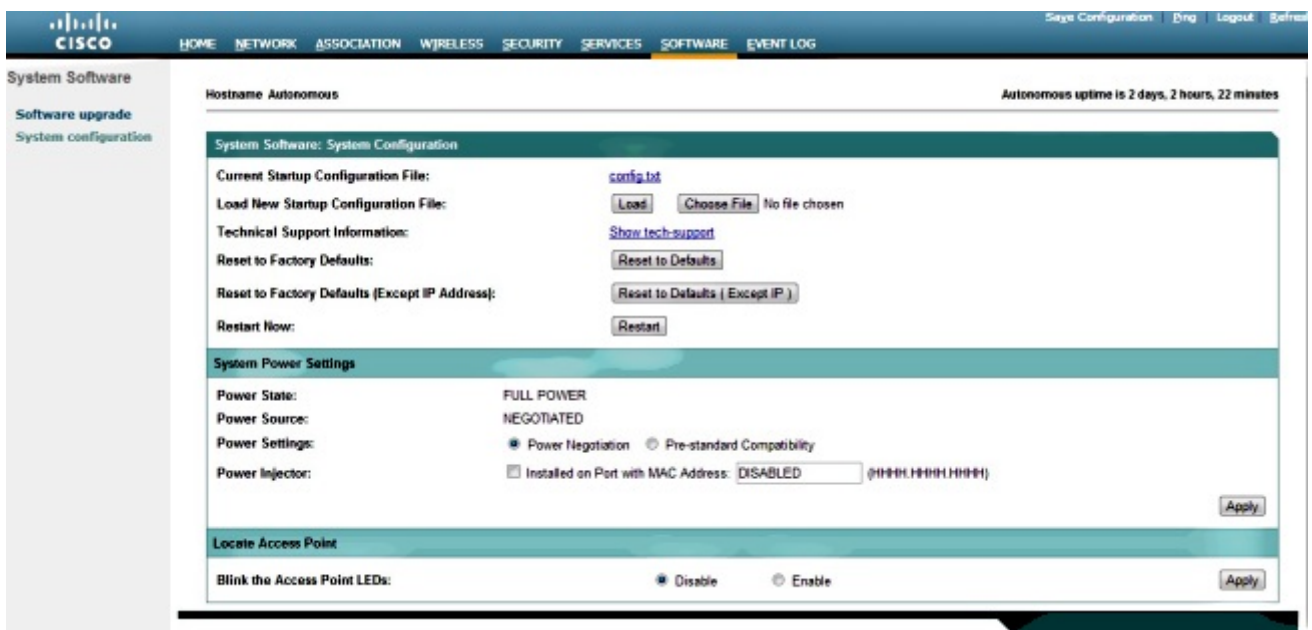 Save Configuration | Ping | Logout | Refres
CISCO
HOME NETWORK ASSOCIATION WIRELESS SECURITY SERVICES SOFTWARE EVENT LOG
System Software
Software upgrade
System configuration
Hostname Autonomous
Autonomous uptime is 2 days, 2 hours, 22 minutes
System Software: System Configuration
Current Startup Configuration File: config.txt
Load New Startup Configuration File: Load Choose File No file chosen
Technical Support Information: Show tech-support
Reset to Factory Defaults: Reset to Defaults
Reset to Factory Defaults (Except IP Address): Reset to Defaults ( Except IP )
Restart Now: Restart
System Power Settings
Power State: FULL POWER
Power Source: NEGOTIATED
Power Settings: Power Negotiation Pre-standard Compatibility
Power Injector: Installed on Port with MAC Address: DISABLED (HHHH.HHHH.HHHH)
Apply
Locate Access Point
Blink the Access Point LEDs: Disable Enable Apply